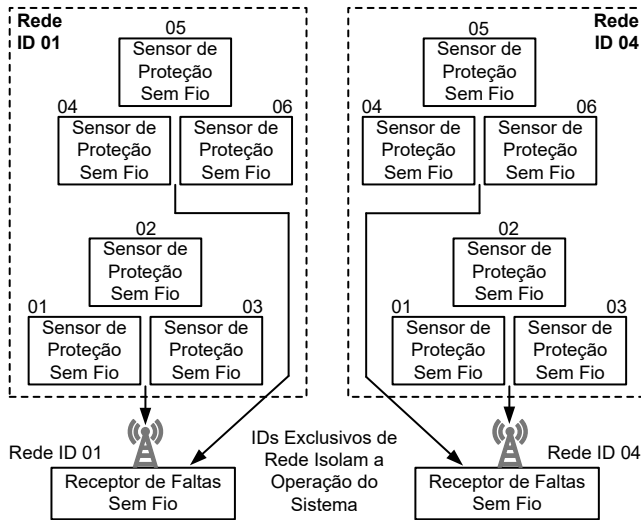 Rede
ID 01
05
Sensor de
Proteção
Sem Fio
04
Sensor de
Proteção
Sem Fio
06
Sensor de
Proteção
Sem Fio
02
Sensor de
Proteção
Sem Fio
01
Sensor de
Proteção
Sem Fio
03
Sensor de
Proteção
Sem Fio
Rede ID 01
Receptor de Faltas
Sem Fio
IDs Exclusivos de
Rede Isolam a
Operação do
Sistema
Rede
ID 04
05
Sensor de
Proteção
Sem Fio
04
Sensor de
Proteção
Sem Fio
06
Sensor de
Proteção
Sem Fio
02
Sensor de
Proteção
Sem Fio
01
Sensor de
Proteção
Sem Fio
03
Sensor de
Proteção
Sem Fio
Rede ID 04
Receptor de Faltas
Sem Fio